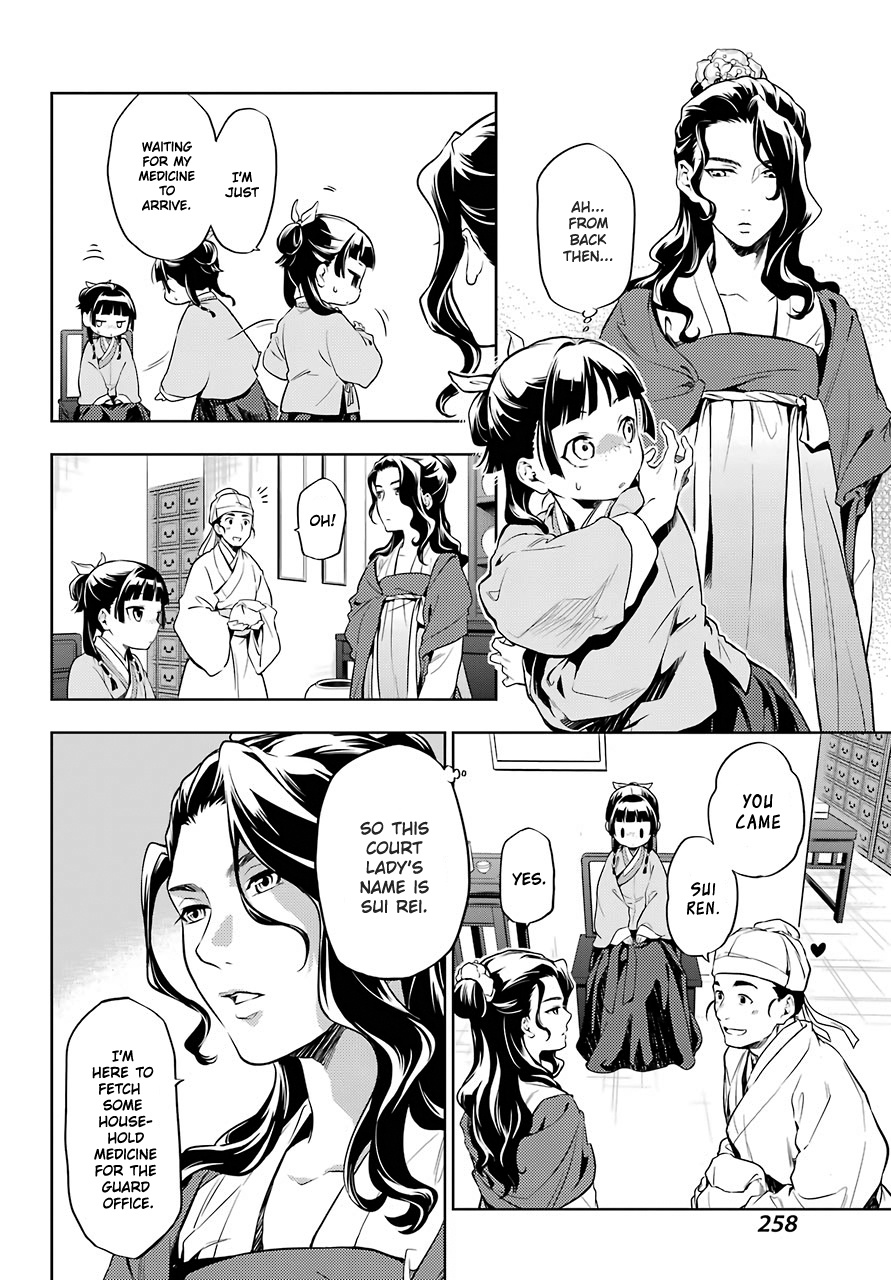 AH...
FROM
BACK
THEN...
I'M
JUST
WAITING
FOR MY
MEDICINE
TO
ARRIVE.
OH!
YOU
CAME
SUI
REN.
YES.
SO THIS
COURT
LADY'S
NAME IS
SUI REI.
I'M
HERE TO
FETCH
SOME
HOUSE-
HOLD
MEDICINE
FOR THE
GUARD
OFFICE.
258